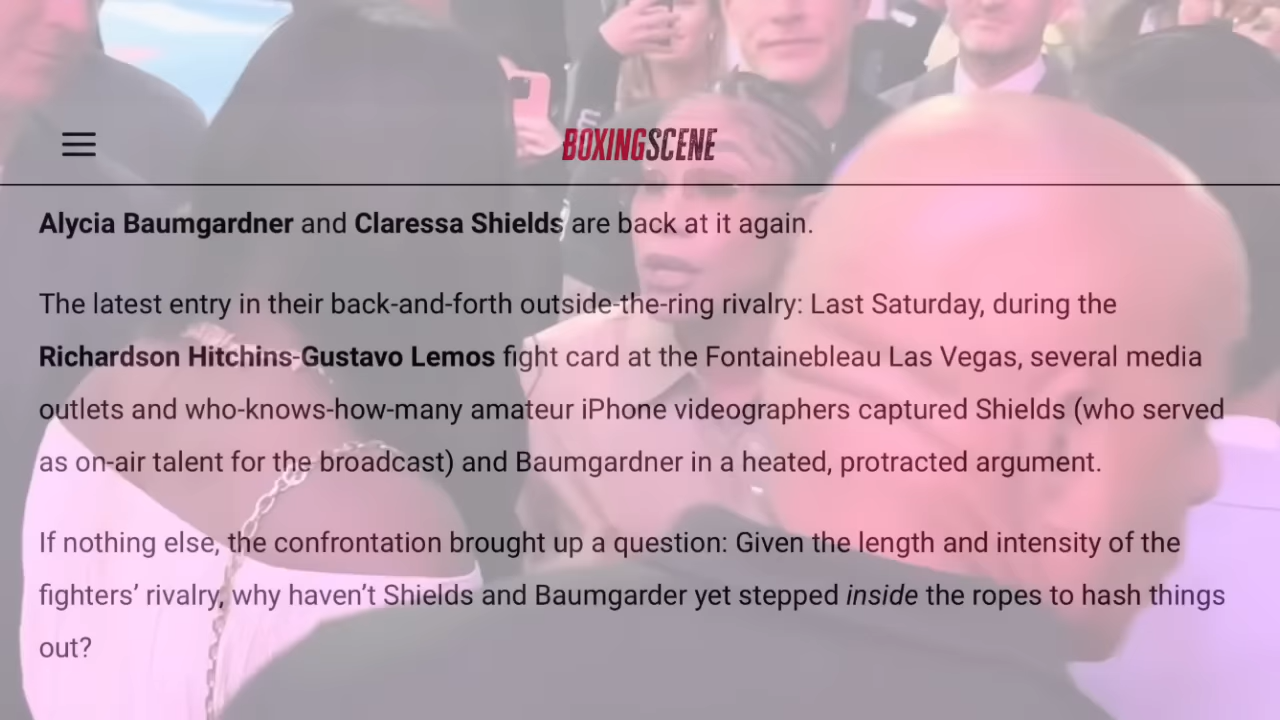 BOXINGSCENE
Alycia Baumgardner and Claressa Shields are back at it again.
The latest entry in their back-and-forth outside-the-ring rivalry: Last Saturday, during the
Richardson Hitchins-Gustavo Lemos fight card at the Fontainebleau Las Vegas, several media
outlets and who-knows-how-many amateur iPhone videographers captured Shields (who served
as on-air talent for the broadcast) and Baumgardner in a heated, protracted argument.
If nothing else, the confrontation brought up a question: Given the length and intensity of the
fighters’ rivalry, why haven’t Shields and Baumgarder yet stepped inside the ropes to hash things
out?